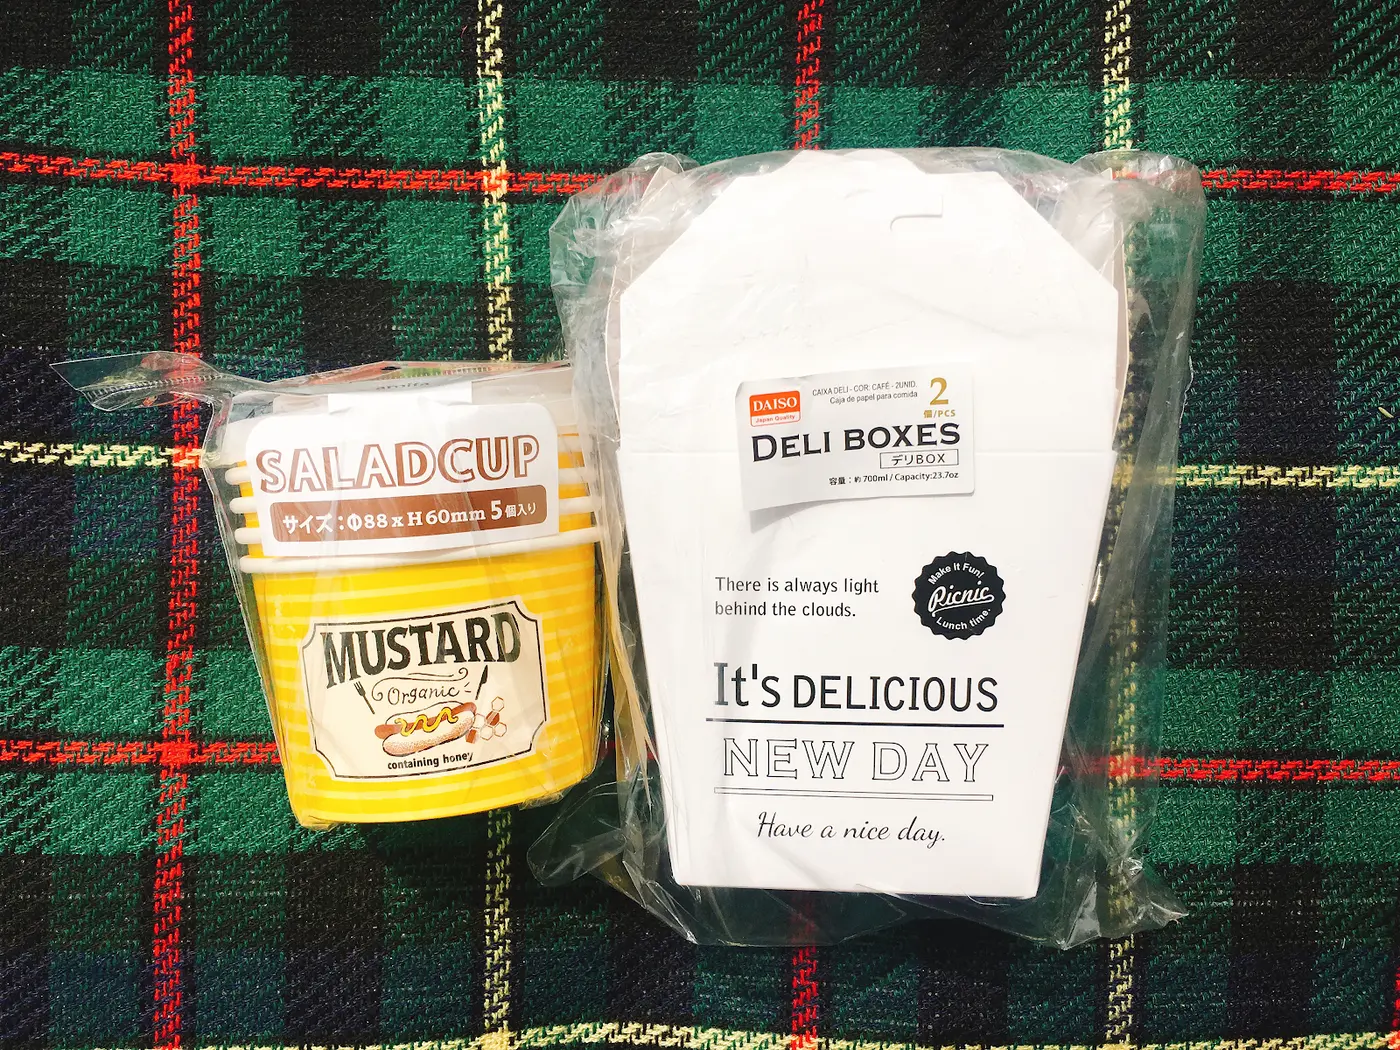 SALADCUP
サイズ：Φ88xH60mm 5個入り
MUSTARD
Organic
containing honey
DAISO
Japan Quality
CAIXA DELI - COR: CAFÉ - 2UNID.
Caja de papel para comida
2
個/PCS
DELI BOXES
デリBOX
容量：約700ml / Capacity:23.7oz
There is always light
behind the clouds.
Make It Fun!
Picnic
Lunch time.
It's DELICIOUS
NEW DAY
Have a nice day.